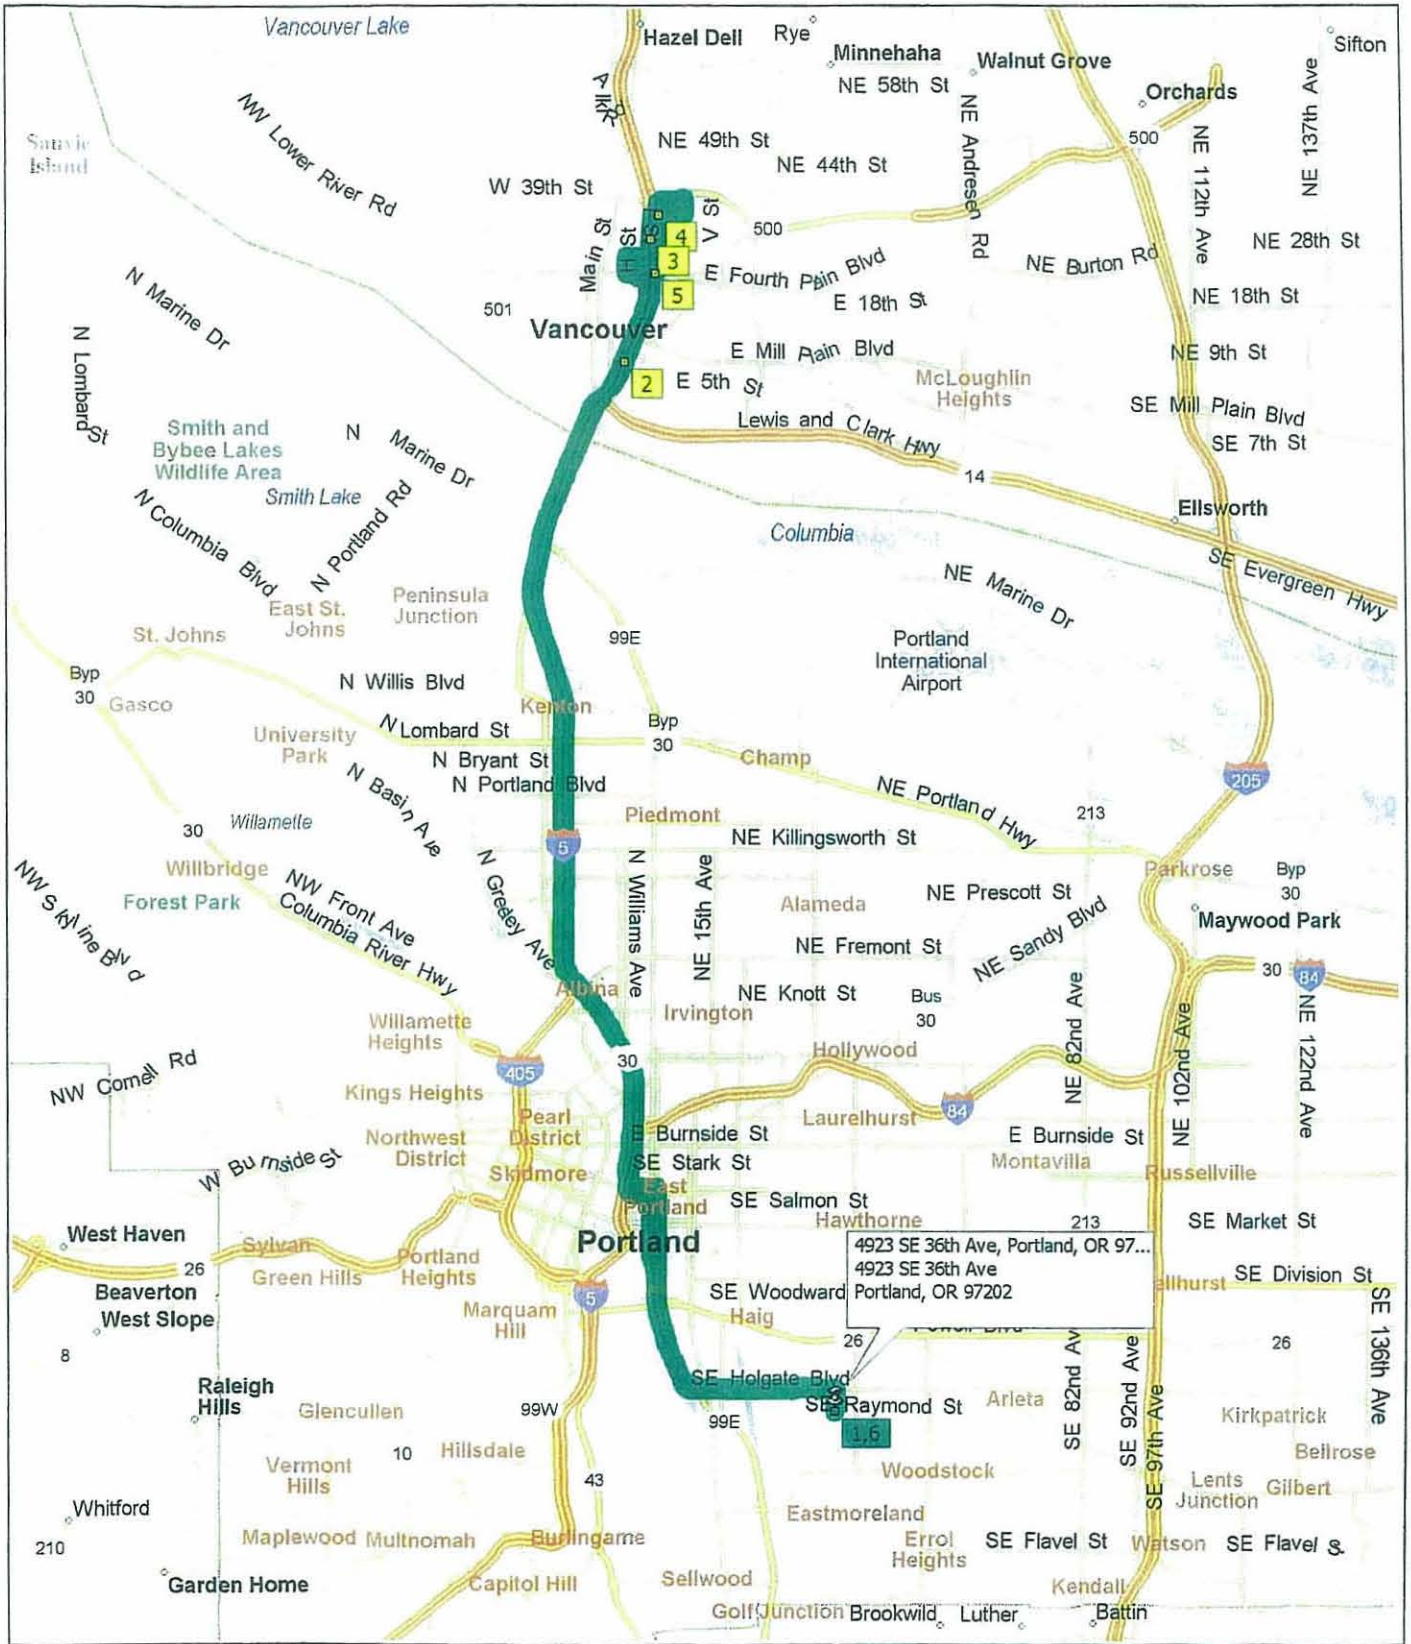 Vancouver Lake
Hazel Dell
Rye
Minnehaha
Walnut Grove
Sifton
NE 58th St
Orchards
NE 137th Ave
NW Lower River Rd
Sauvie
Island
NE 49th St
NE 44th St
NE Andresen Rd
500
NE 112th Ave
W 39th St
Main St
H St
V St
500
4
3
5
NE 28th St
E Fourth Pain Blvd
NE Burton Rd
N Marine Dr
E 18th St
NE 18th St
501
Vancouver
N Lombard St
E Mill Plain Blvd
NE 9th St
2
E 5th St
McLoughlin
Heights
SE Mill Plain Blvd
SE 7th St
Smith and
Bybee Lakes
Wildlife Area
N Marine Dr
Lewis and Clark Hwy
14
Smith Lake
N Columbia Blvd
N Portland Rd
Ellsworth
Columbia
SE Evergreen Hwy
NE Marine Dr
Peninsula
Junction
East St.
Johns
St. Johns
99E
Portland
International
Airport
Byp
30
Gasco
N Willis Blvd
Kenton
University
Park
N Lombard St
Byp
30
N Bryant St
N Portland Blvd
Champ
N Basin Ave
NE Portland Hwy
205
213
Piedmont
30
Willamette
NE Killingsworth St
5
Willbridge
Forest Park
NW Skyline Blvd
NW Front Ave
Columbia River Hwy
N Greeley Ave
N Williams Ave
NE 15th Ave
Parkrose
Byp
30
Alameda
NE Prescott St
Maywood Park
NE Fremont St
NE Sandy Blvd
30
84
Albina
NE Knott St
Bus
30
NE 82nd Ave
NE 102nd Ave
NE 122nd Ave
Irvington
Willamette
Heights
Hollywood
30
NW Cornell Rd
405
Kings Heights
84
Laurelhurst
Pearl
District
Northwest
District
E Burnside St
E Burnside St
W Burnside St
Skidmore
SE Stark St
Montavilla
Russellville
East
Portland
SE Salmon St
Hawthorne
213
SE Market St
West Haven
Portland
26
Sylvan
Green Hills
Portland
Heights
4923 SE 36th Ave, Portland, OR 97...
4923 SE 36th Ave
Portland, OR 97202
Beaverton
West Slope
5
SE Woodward
allhurst
SE Division St
Marquam
Hill
Haig
26
26
SE 136th Ave
8
Raleigh
Hills
SE Holgate Blvd
SE 82nd Av
SE 92nd Ave
SE 97th Ave
Glencullen
99W
99E
SE Raymond St
Arleta
Kirkpatrick
1,6
10
Hillsdale
Bellrose
Vermont
Hills
43
Woodstock
Lents
Junction
Gilbert
Whitford
Eastmoreland
210
Maplewood
Multnomah
Burlingame
Errol
Heights
SE Flavel St
Watson
SE Flavel S
Garden Home
Capitol Hill
Sellwood
Kendall
Golf Junction
Brookwild
Luther
Battin